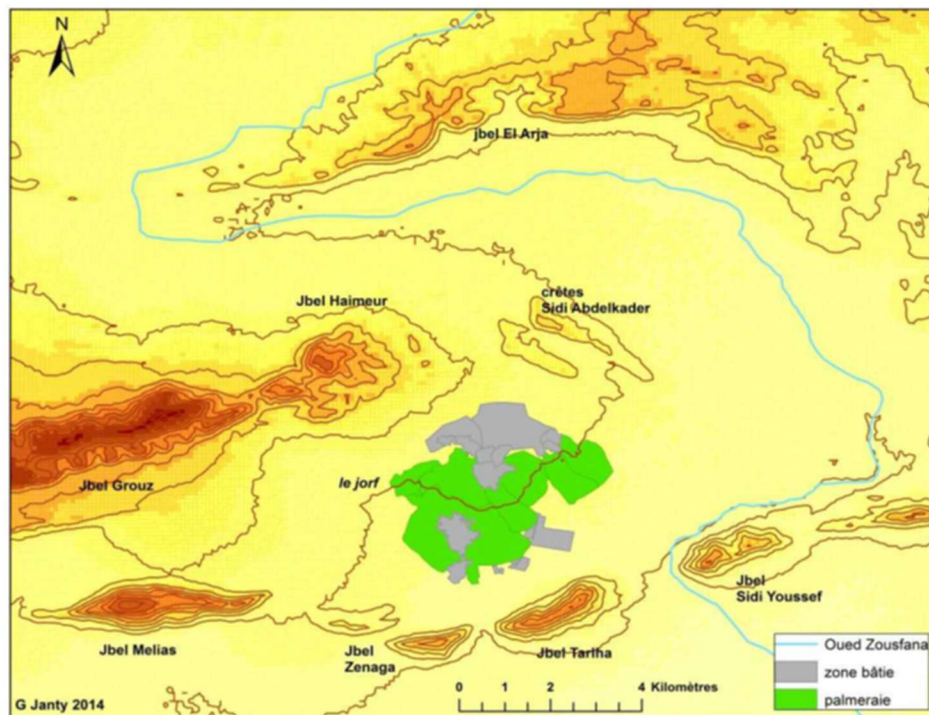 N
jbel El Arja
Jbel Haimeur
crêtes
Sidi Abdelkader
Jbel Grouz
le jorf
Jbel Melias
Jbel
Zenaga
Jbel Tarlha
Jbel
Sidi Youssef
Oued Zousfana
zone bâtie
palmeraie
0 1 2 4 Kilomètres
G Janty 2014